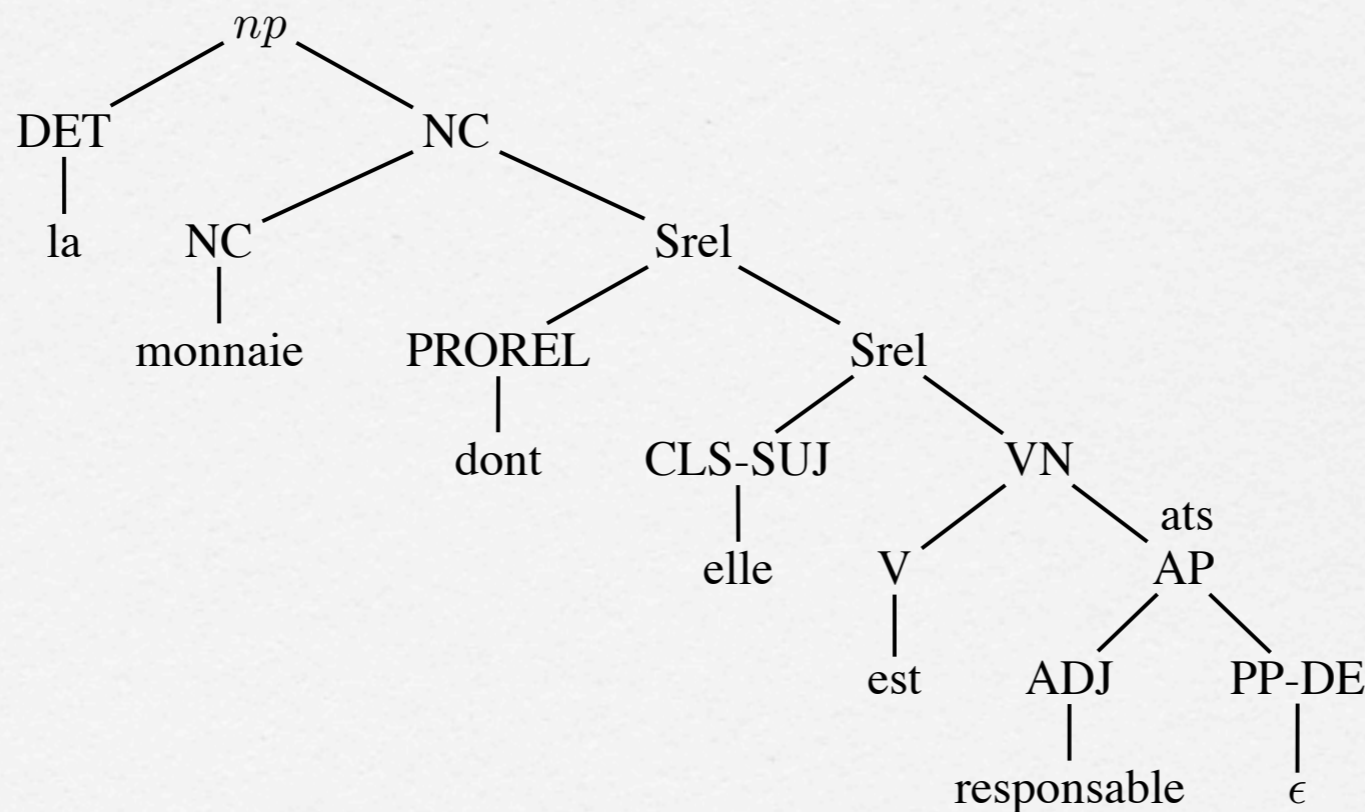 np
DET NC
la NC Srel
monnaie PROREL Srel
dont CLS-SUJ VN
ats
elle V AP
est ADJ PP-DE
responsable ϵ